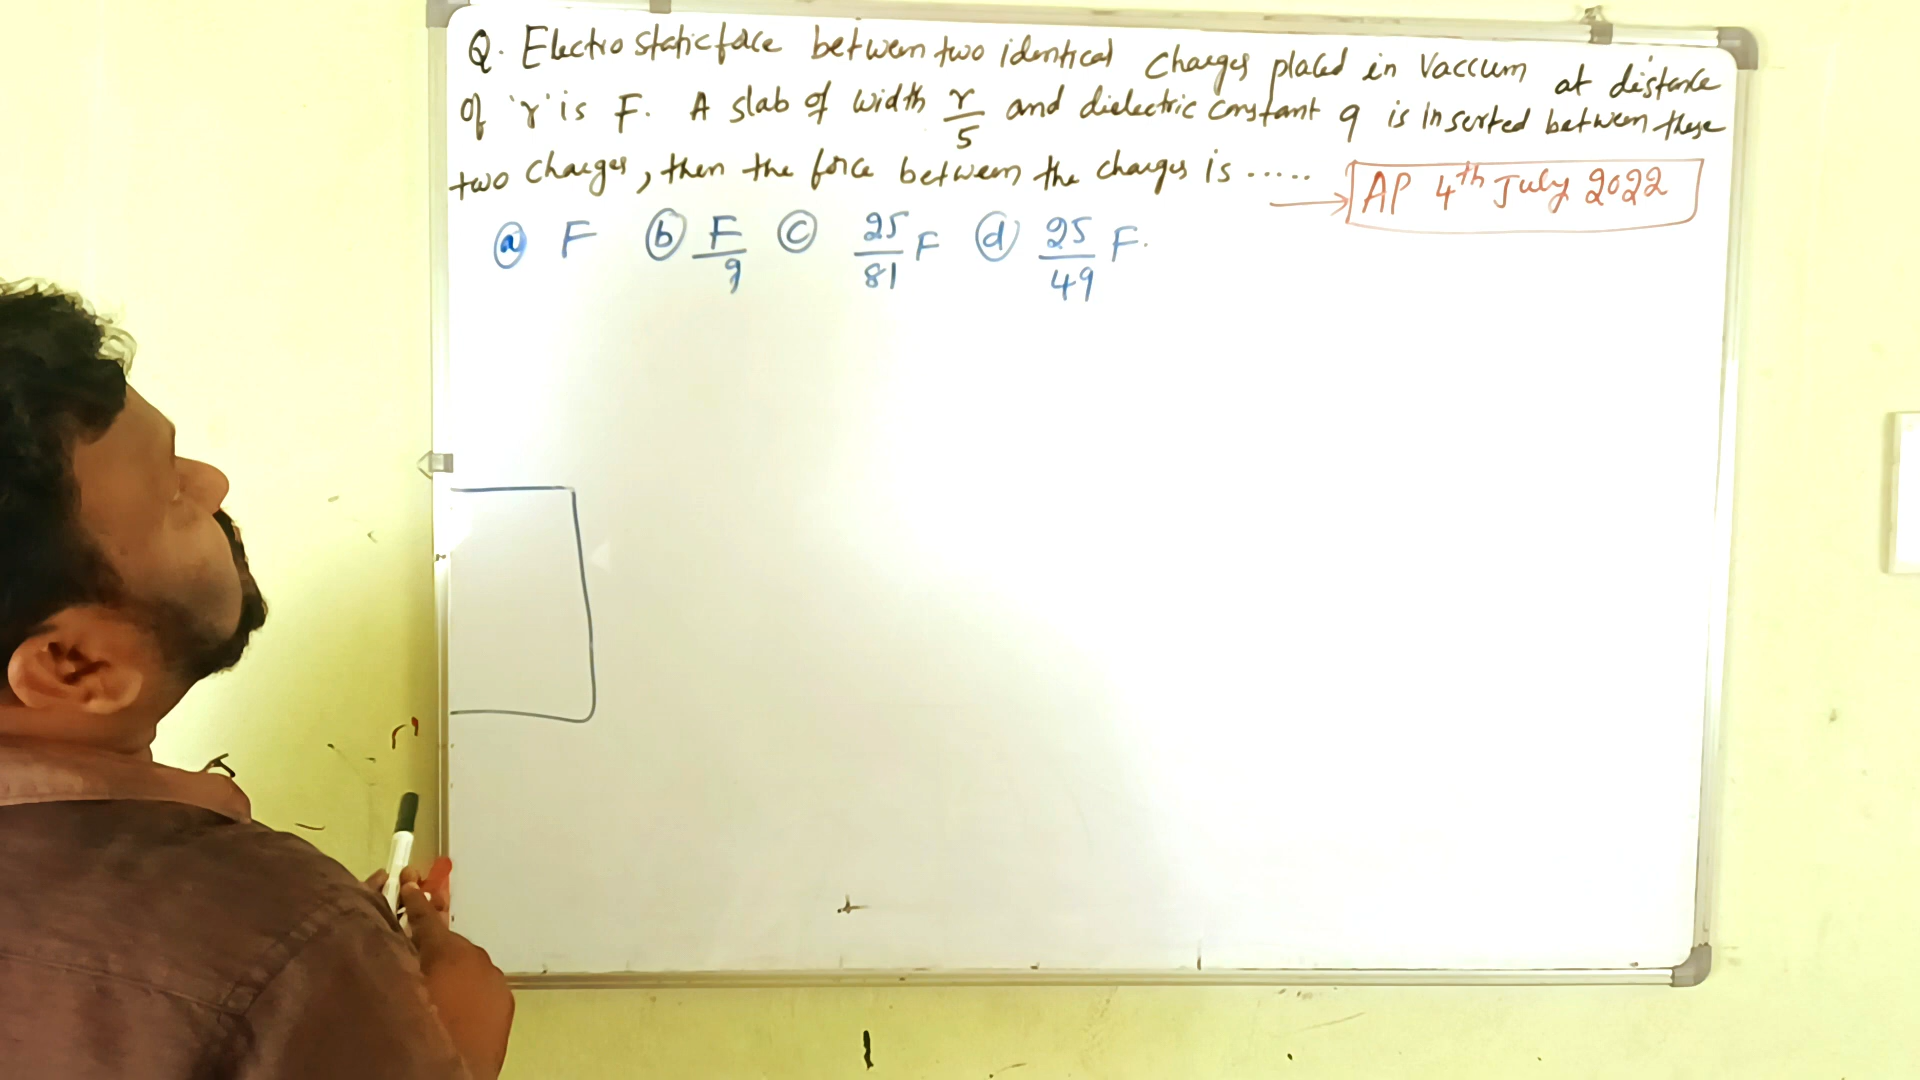 Q. Electrostatic force between two identical charges placed in Vaccum at distance
of 'r' is F. A slab of width r/5 and dielectric constant 9 is Inserted between these
two charges, then the force between the charges is .....
AP 4th July 2022
(a) F (b) F/9 (c) 25/81 F (d) 25/49 F.